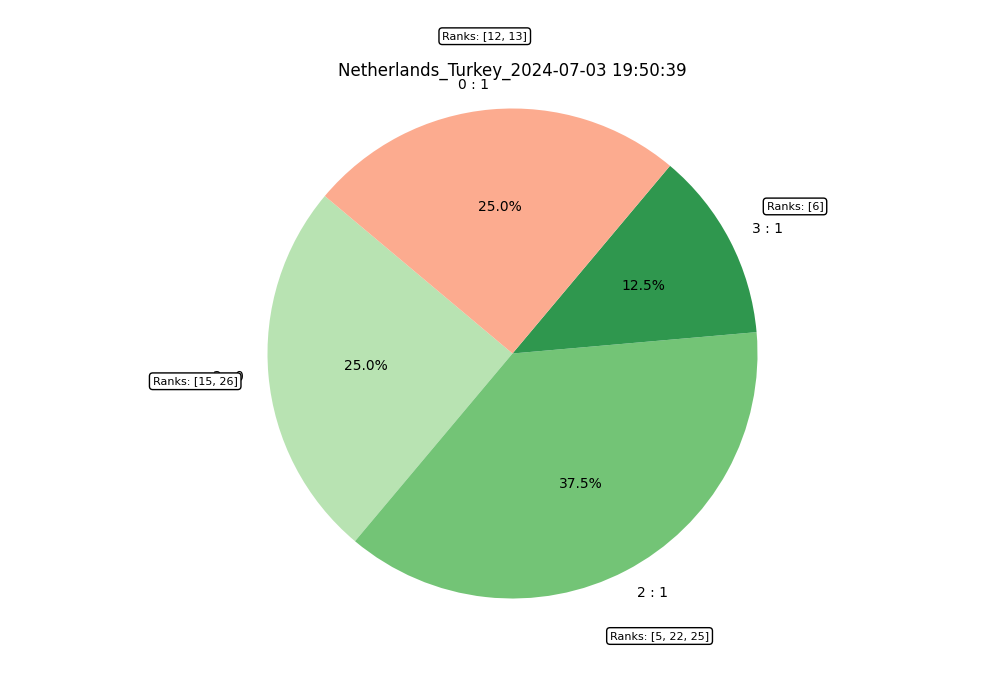 Ranks: [12, 13]
Netherlands_Turkey_2024-07-03 19:50:39
0 : 1
25.0%
Ranks: [6]
3 : 1
12.5%
25.0%
Ranks: [15, 26]
37.5%
2 : 1
Ranks: [5, 22, 25]